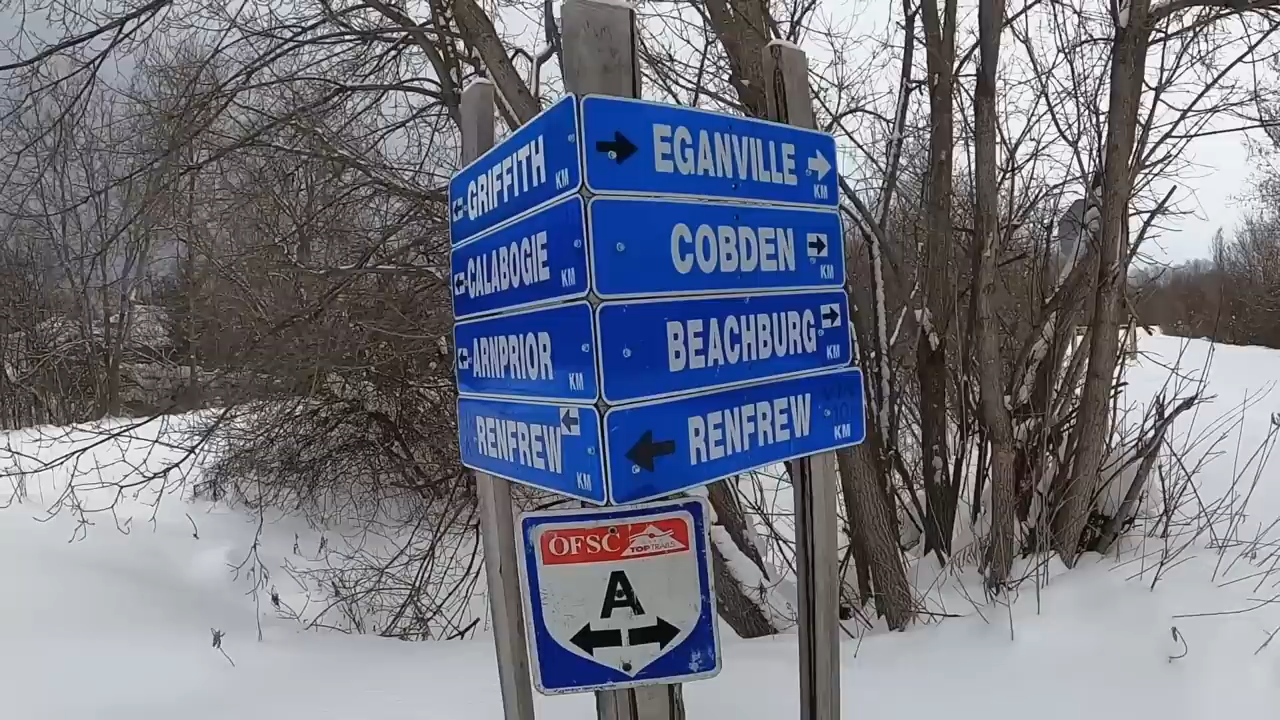 GRIFFITH KM
CALABOGIE KM
ARNPRIOR KM
RENFREW KM
EGANVILLE KM
COBDEN KM
BEACHBURG KM
RENFREW KM
OFSC
TOP TRAILS
A